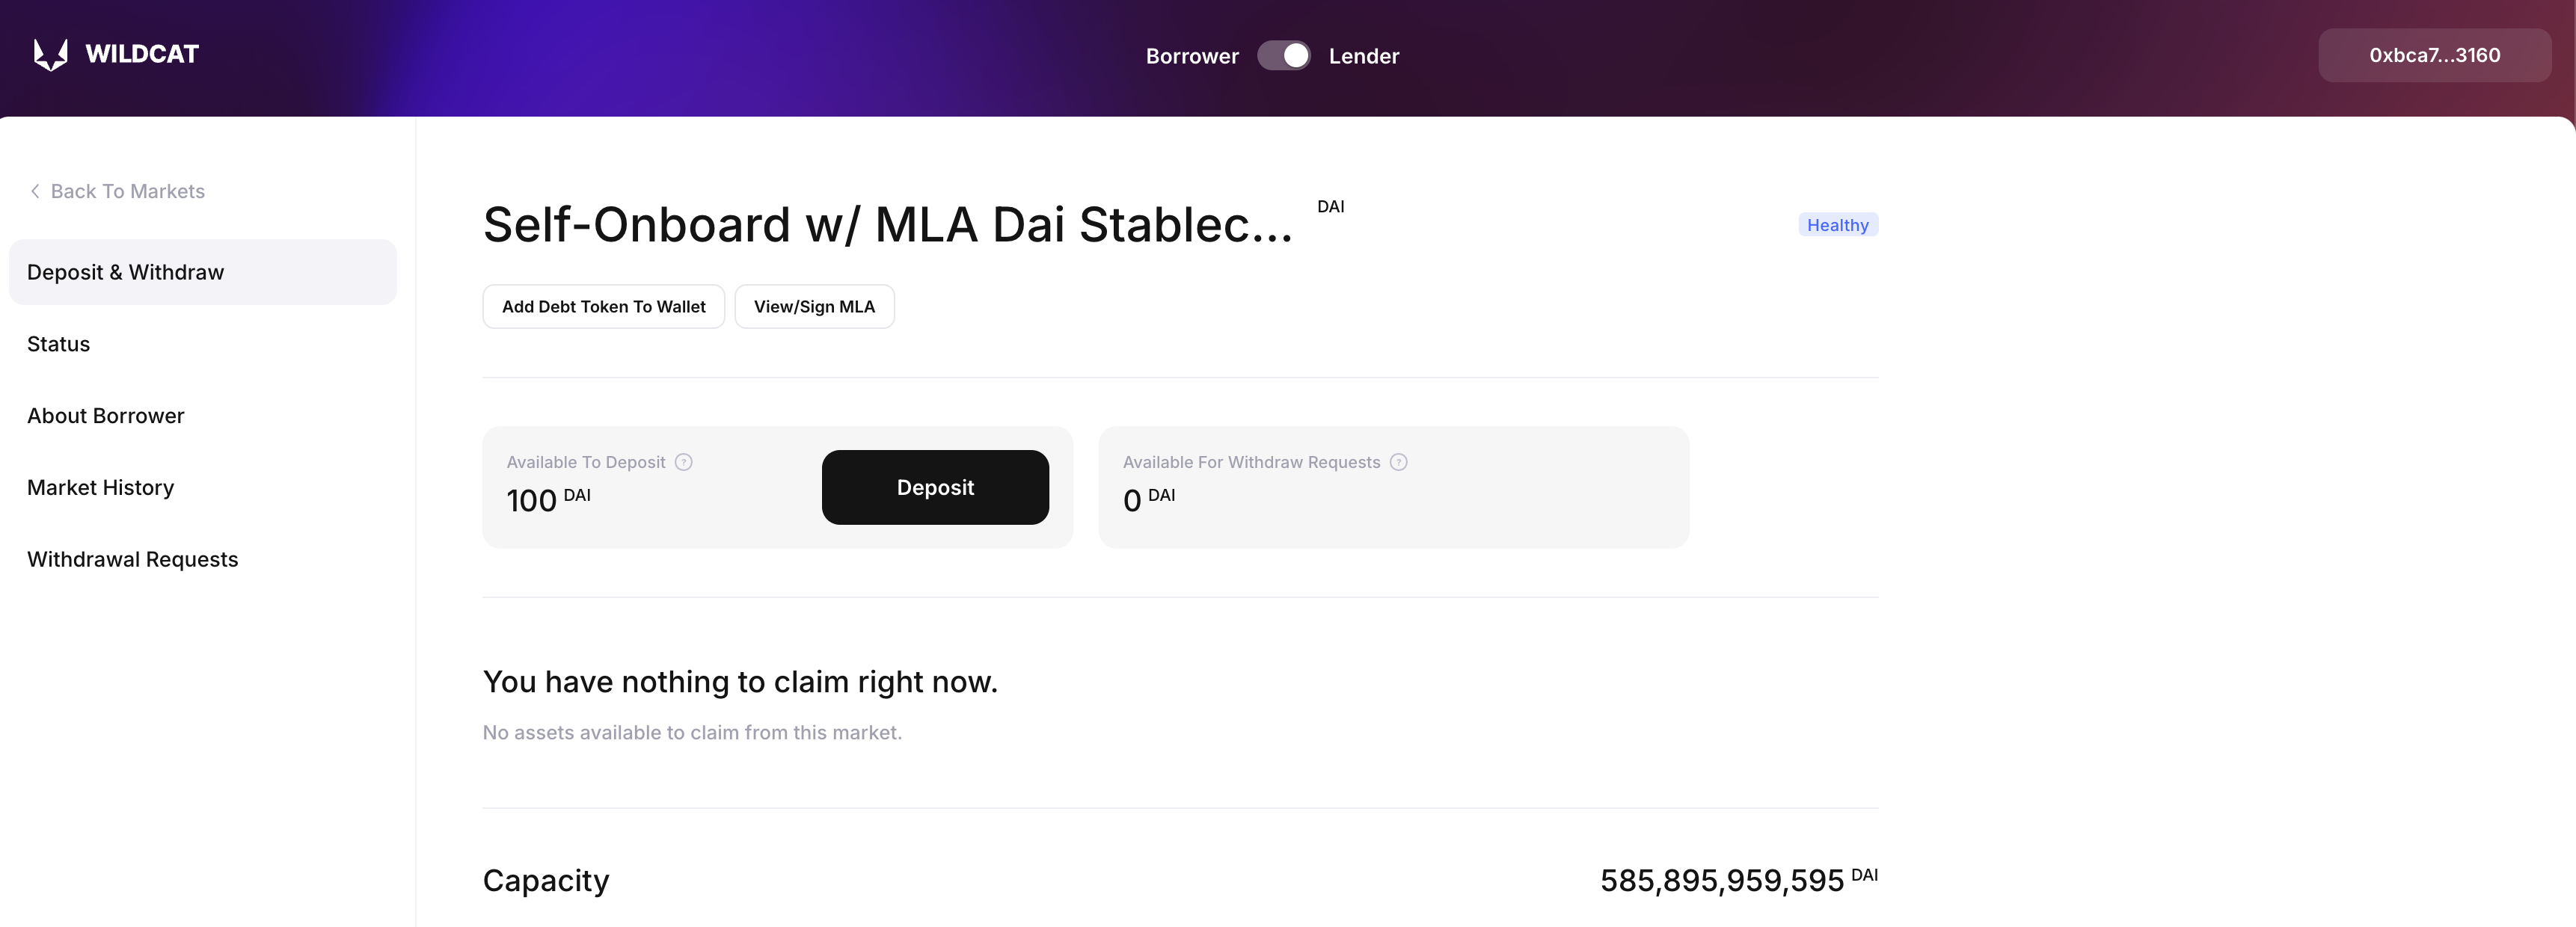 WILDCAT
Borrower Lender
0xbca7...3160
Back To Markets
Deposit & Withdraw
Status
About Borrower
Market History
Withdrawal Requests
Self-Onboard w/ MLA Dai Stablec... DAI
Healthy
Add Debt Token To Wallet
View/Sign MLA
Available To Deposit ?
100 DAI
Deposit
Available For Withdraw Requests ?
0 DAI
You have nothing to claim right now.
No assets available to claim from this market.
Capacity 585,895,959,595 DAI